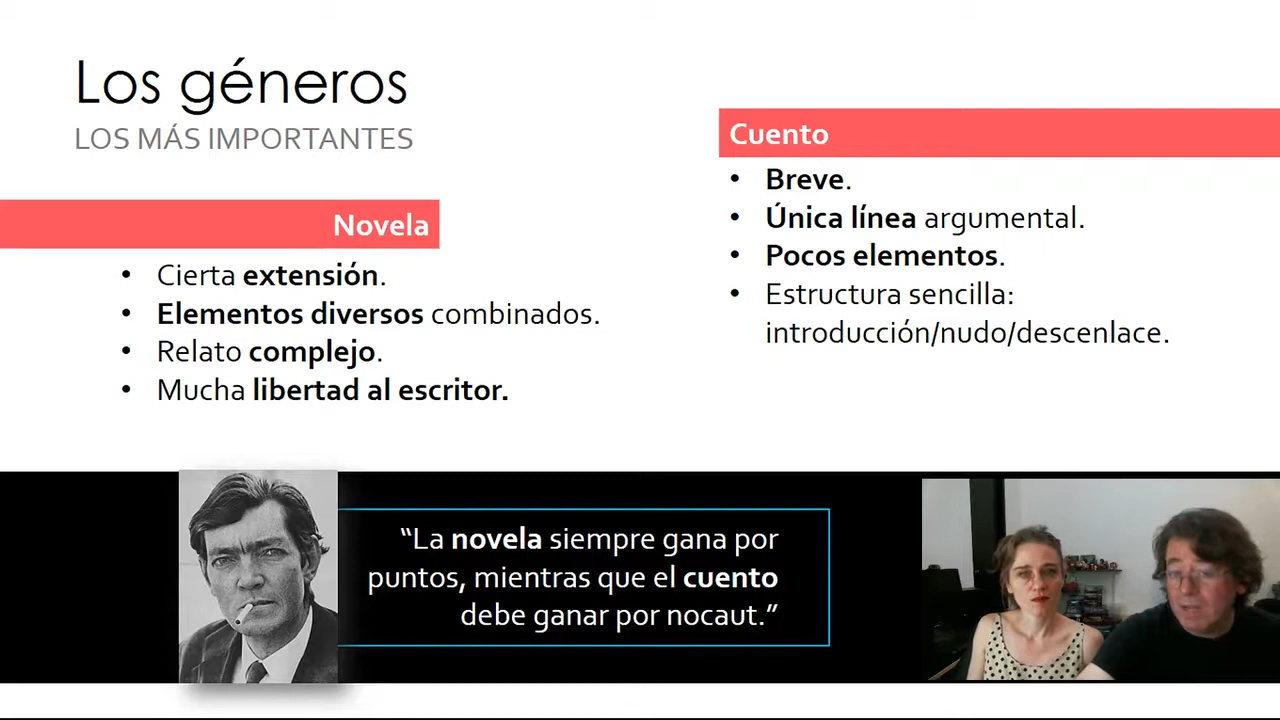 Los géneros
LOS MÁS IMPORTANTES
Novela
• Cierta extensión.
• Elementos diversos combinados.
• Relato complejo.
• Mucha libertad al escritor.
Cuento
• Breve.
• Única línea argumental.
• Pocos elementos.
• Estructura sencilla:
introducción/nudo/descenlace.
“La novela siempre gana por
puntos, mientras que el cuento
debe ganar por nocaut.”